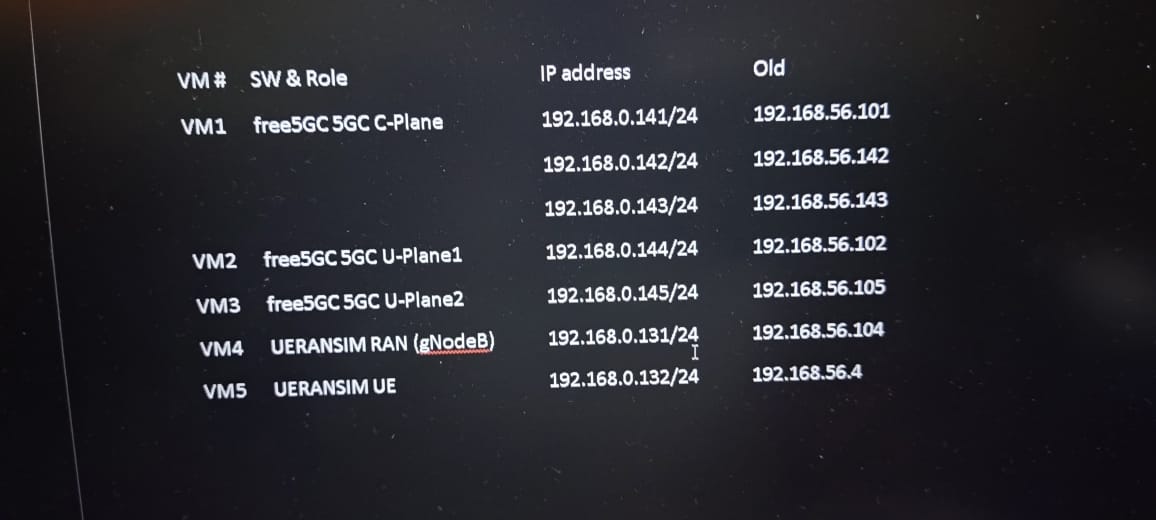 VM # SW & Role IP address Old
VM1 free5GC 5GC C-Plane 192.168.0.141/24 192.168.56.101
192.168.0.142/24 192.168.56.142
192.168.0.143/24 192.168.56.143
VM2 free5GC 5GC U-Plane1 192.168.0.144/24 192.168.56.102
VM3 free5GC 5GC U-Plane2 192.168.0.145/24 192.168.56.105
VM4 UERANSIM RAN (gNodeB) 192.168.0.131/24 192.168.56.104
VM5 UERANSIM UE 192.168.0.132/24 192.168.56.4